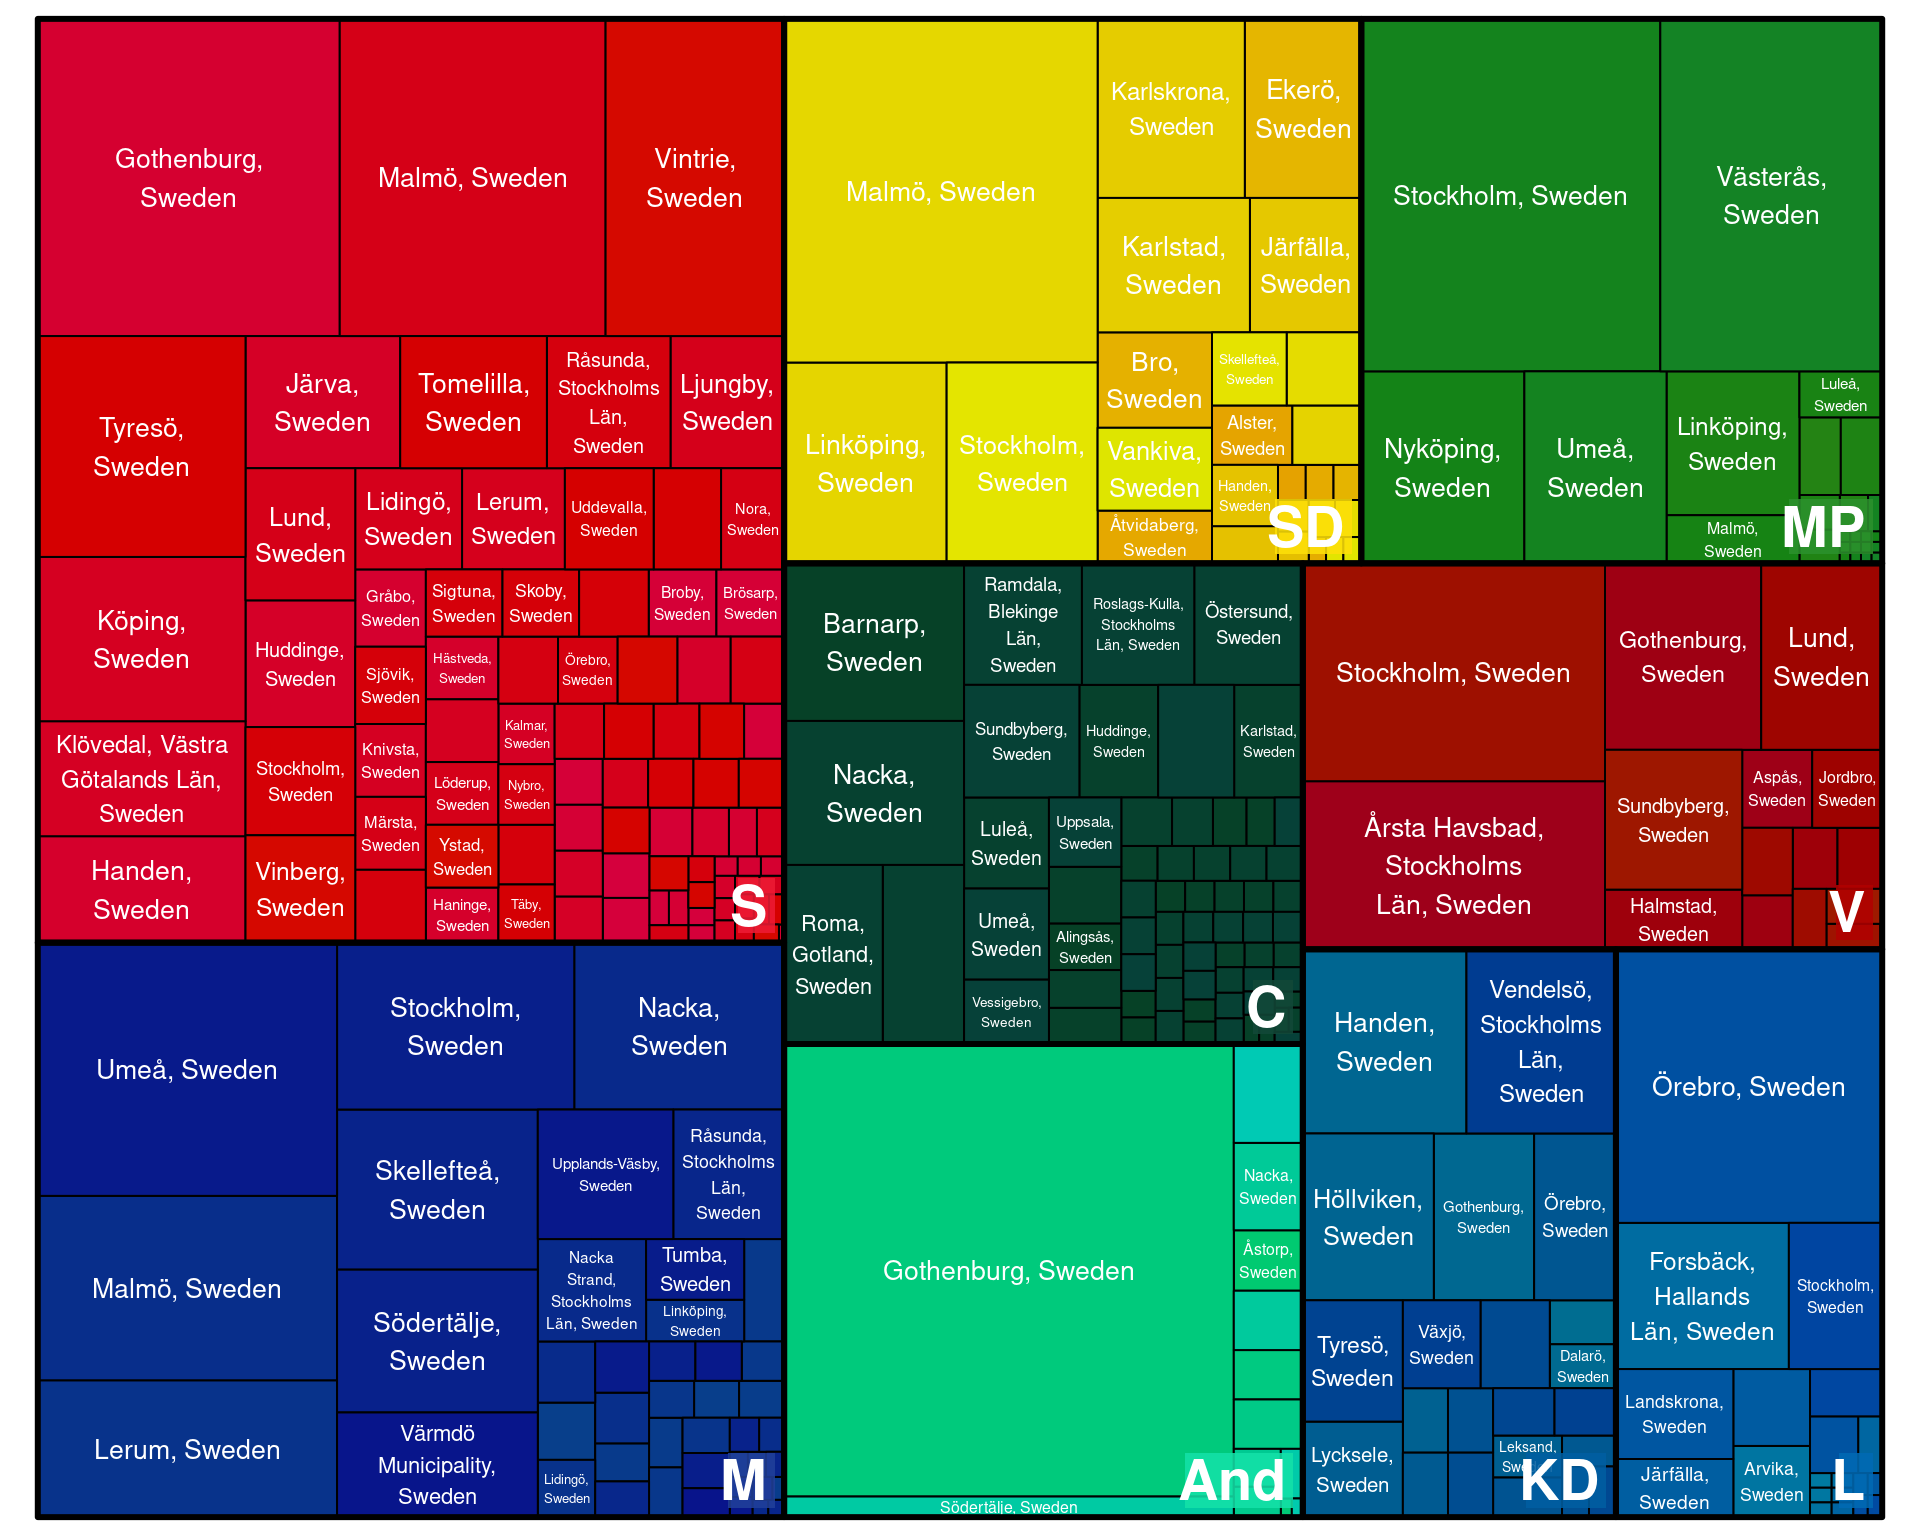 Gothenburg,
Sweden
Malmö, Sweden
Vintrie,
Sweden
Tyresö,
Sweden
Järva,
Sweden
Tomelilla,
Sweden
Råsunda,
Stockholms
Län,
Sweden
Ljungby,
Sweden
Köping,
Sweden
Klövedal, Västra
Götalands Län,
Sweden
Handen,
Sweden
Lund,
Sweden
Huddinge,
Sweden
Stockholm,
Sweden
Vinberg,
Sweden
Lidingö,
Sweden
Lerum,
Sweden
Uddevalla,
Sweden
Nora,
Sweden
Gråbo,
Sweden
Sigtuna,
Sweden
Skoby,
Sweden
Broby,
Sweden
Brösarp,
Sweden
Sjövik,
Sweden
Hästveda,
Sweden
Örebro,
Sweden
Knivsta,
Sweden
Kalmar,
Sweden
Löderup,
Sweden
Nybro,
Sweden
Märsta,
Sweden
Ystad,
Sweden
Haninge,
Sweden
Täby,
Sweden
S
Malmö, Sweden
Karlskrona,
Sweden
Ekerö,
Sweden
Karlstad,
Sweden
Järfälla,
Sweden
Linköping,
Sweden
Stockholm,
Sweden
Bro,
Sweden
Skellefteå,
Sweden
Vankiva,
Sweden
Alster,
Sweden
Handen,
Sweden
Åtvidaberg,
Sweden
SD
Stockholm, Sweden
Västerås,
Sweden
Nyköping,
Sweden
Umeå,
Sweden
Linköping,
Sweden
Luleå,
Sweden
Malmö,
Sweden
MP
Barnarp,
Sweden
Ramdala,
Blekinge
Län,
Sweden
Roslags-Kulla,
Stockholms
Län, Sweden
Östersund,
Sweden
Nacka,
Sweden
Sundbyberg,
Sweden
Huddinge,
Sweden
Karlstad,
Sweden
Roma,
Gotland,
Sweden
Luleå,
Sweden
Uppsala,
Sweden
Umeå,
Sweden
Alingsås,
Sweden
Vessigebro,
Sweden
C
Stockholm, Sweden
Gothenburg,
Sweden
Lund,
Sweden
Årsta Havsbad,
Stockholms
Län, Sweden
Sundbyberg,
Sweden
Aspås,
Sweden
Jordbro,
Sweden
Halmstad,
Sweden
V
Umeå, Sweden
Stockholm,
Sweden
Nacka,
Sweden
Malmö, Sweden
Skellefteå,
Sweden
Upplands-Väsby,
Sweden
Råsunda,
Stockholms
Län,
Sweden
Södertälje,
Sweden
Nacka
Strand,
Stockholms
Län, Sweden
Tumba,
Sweden
Linköping,
Sweden
Lerum, Sweden
Värmdö
Municipality,
Sweden
Lidingö,
Sweden
M
Gothenburg, Sweden
Nacka,
Sweden
Åstorp,
Sweden
Södertälje, Sweden
And
Handen,
Sweden
Vendelsö,
Stockholms
Län,
Sweden
Höllviken,
Sweden
Gothenburg,
Sweden
Örebro,
Sweden
Tyresö,
Sweden
Växjö,
Sweden
Dalarö,
Sweden
Lycksele,
Sweden
Leksand,
KD
Örebro, Sweden
Forsbäck,
Hallands
Län, Sweden
Stockholm,
Sweden
Landskrona,
Sweden
Järfälla,
Sweden
Arvika,
Sweden
L